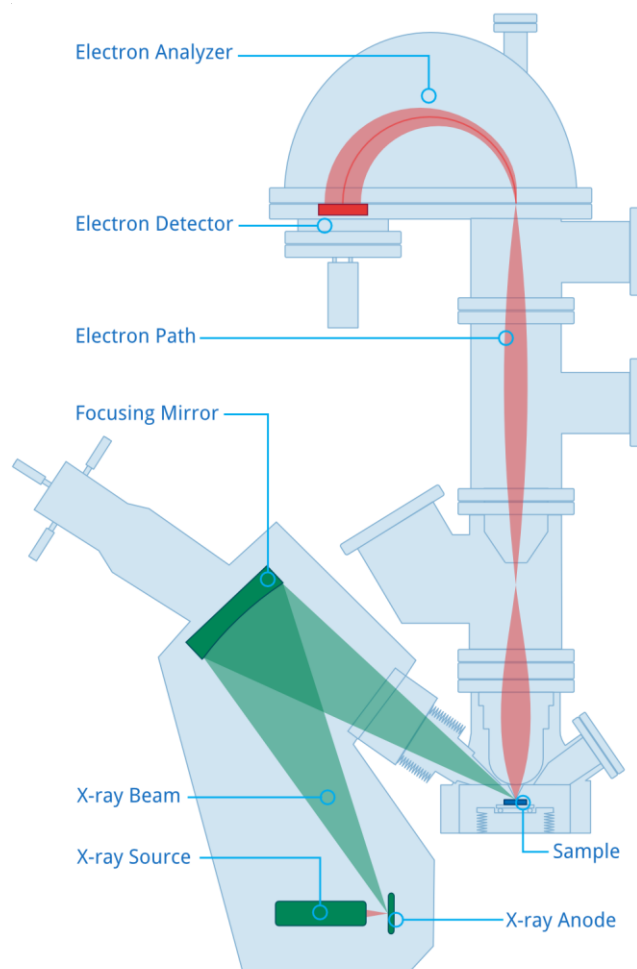 Electron Analyzer
Electron Detector
Electron Path
Focusing Mirror
X-ray Beam
X-ray Source
Sample
X-ray Anode